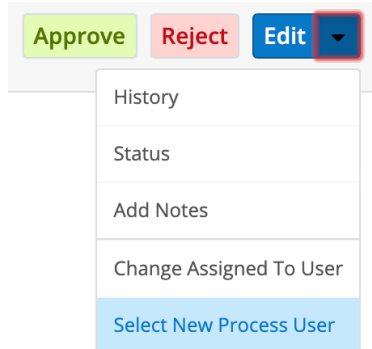 Approve Reject Edit
History
Status
Add Notes
Change Assigned To User
Select New Process User